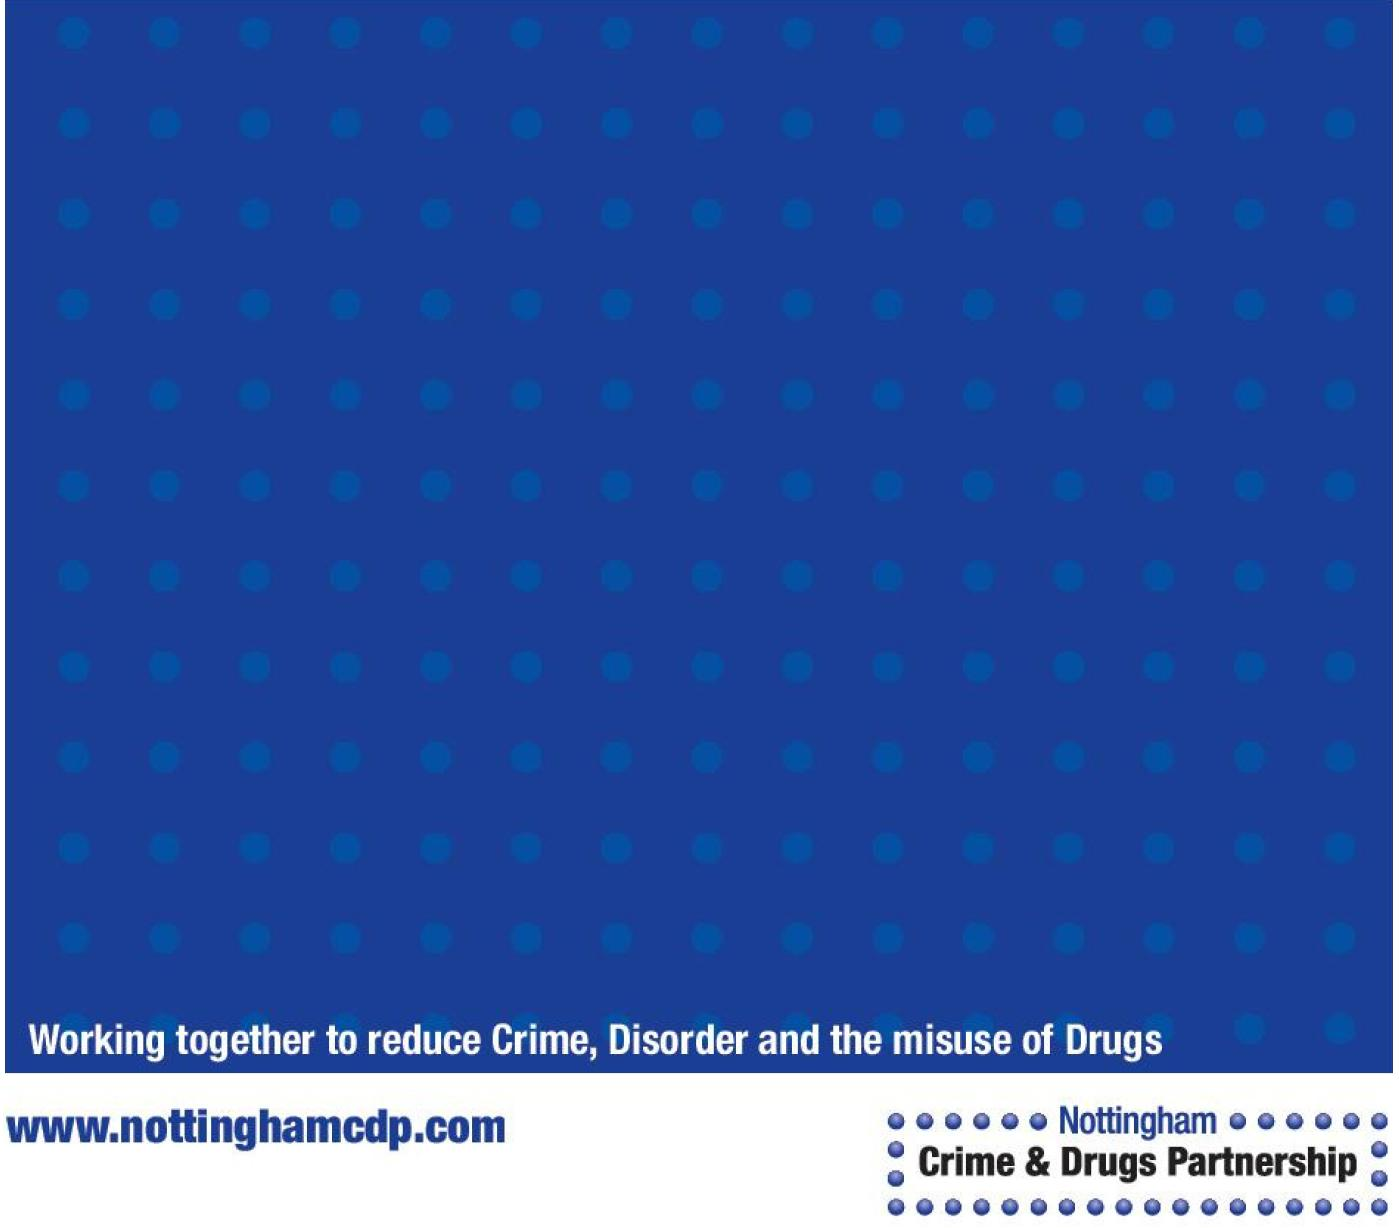 Working together to reduce Crime, Disorder and the misuse of Drugs
www.nottinghamcdp.com
Nottingham
Crime & Drugs Partnership